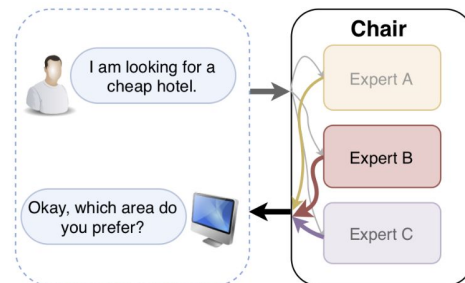 Chair
I am looking for a
cheap hotel.
Expert A
Expert B
Okay, which area do
you prefer?
Expert C